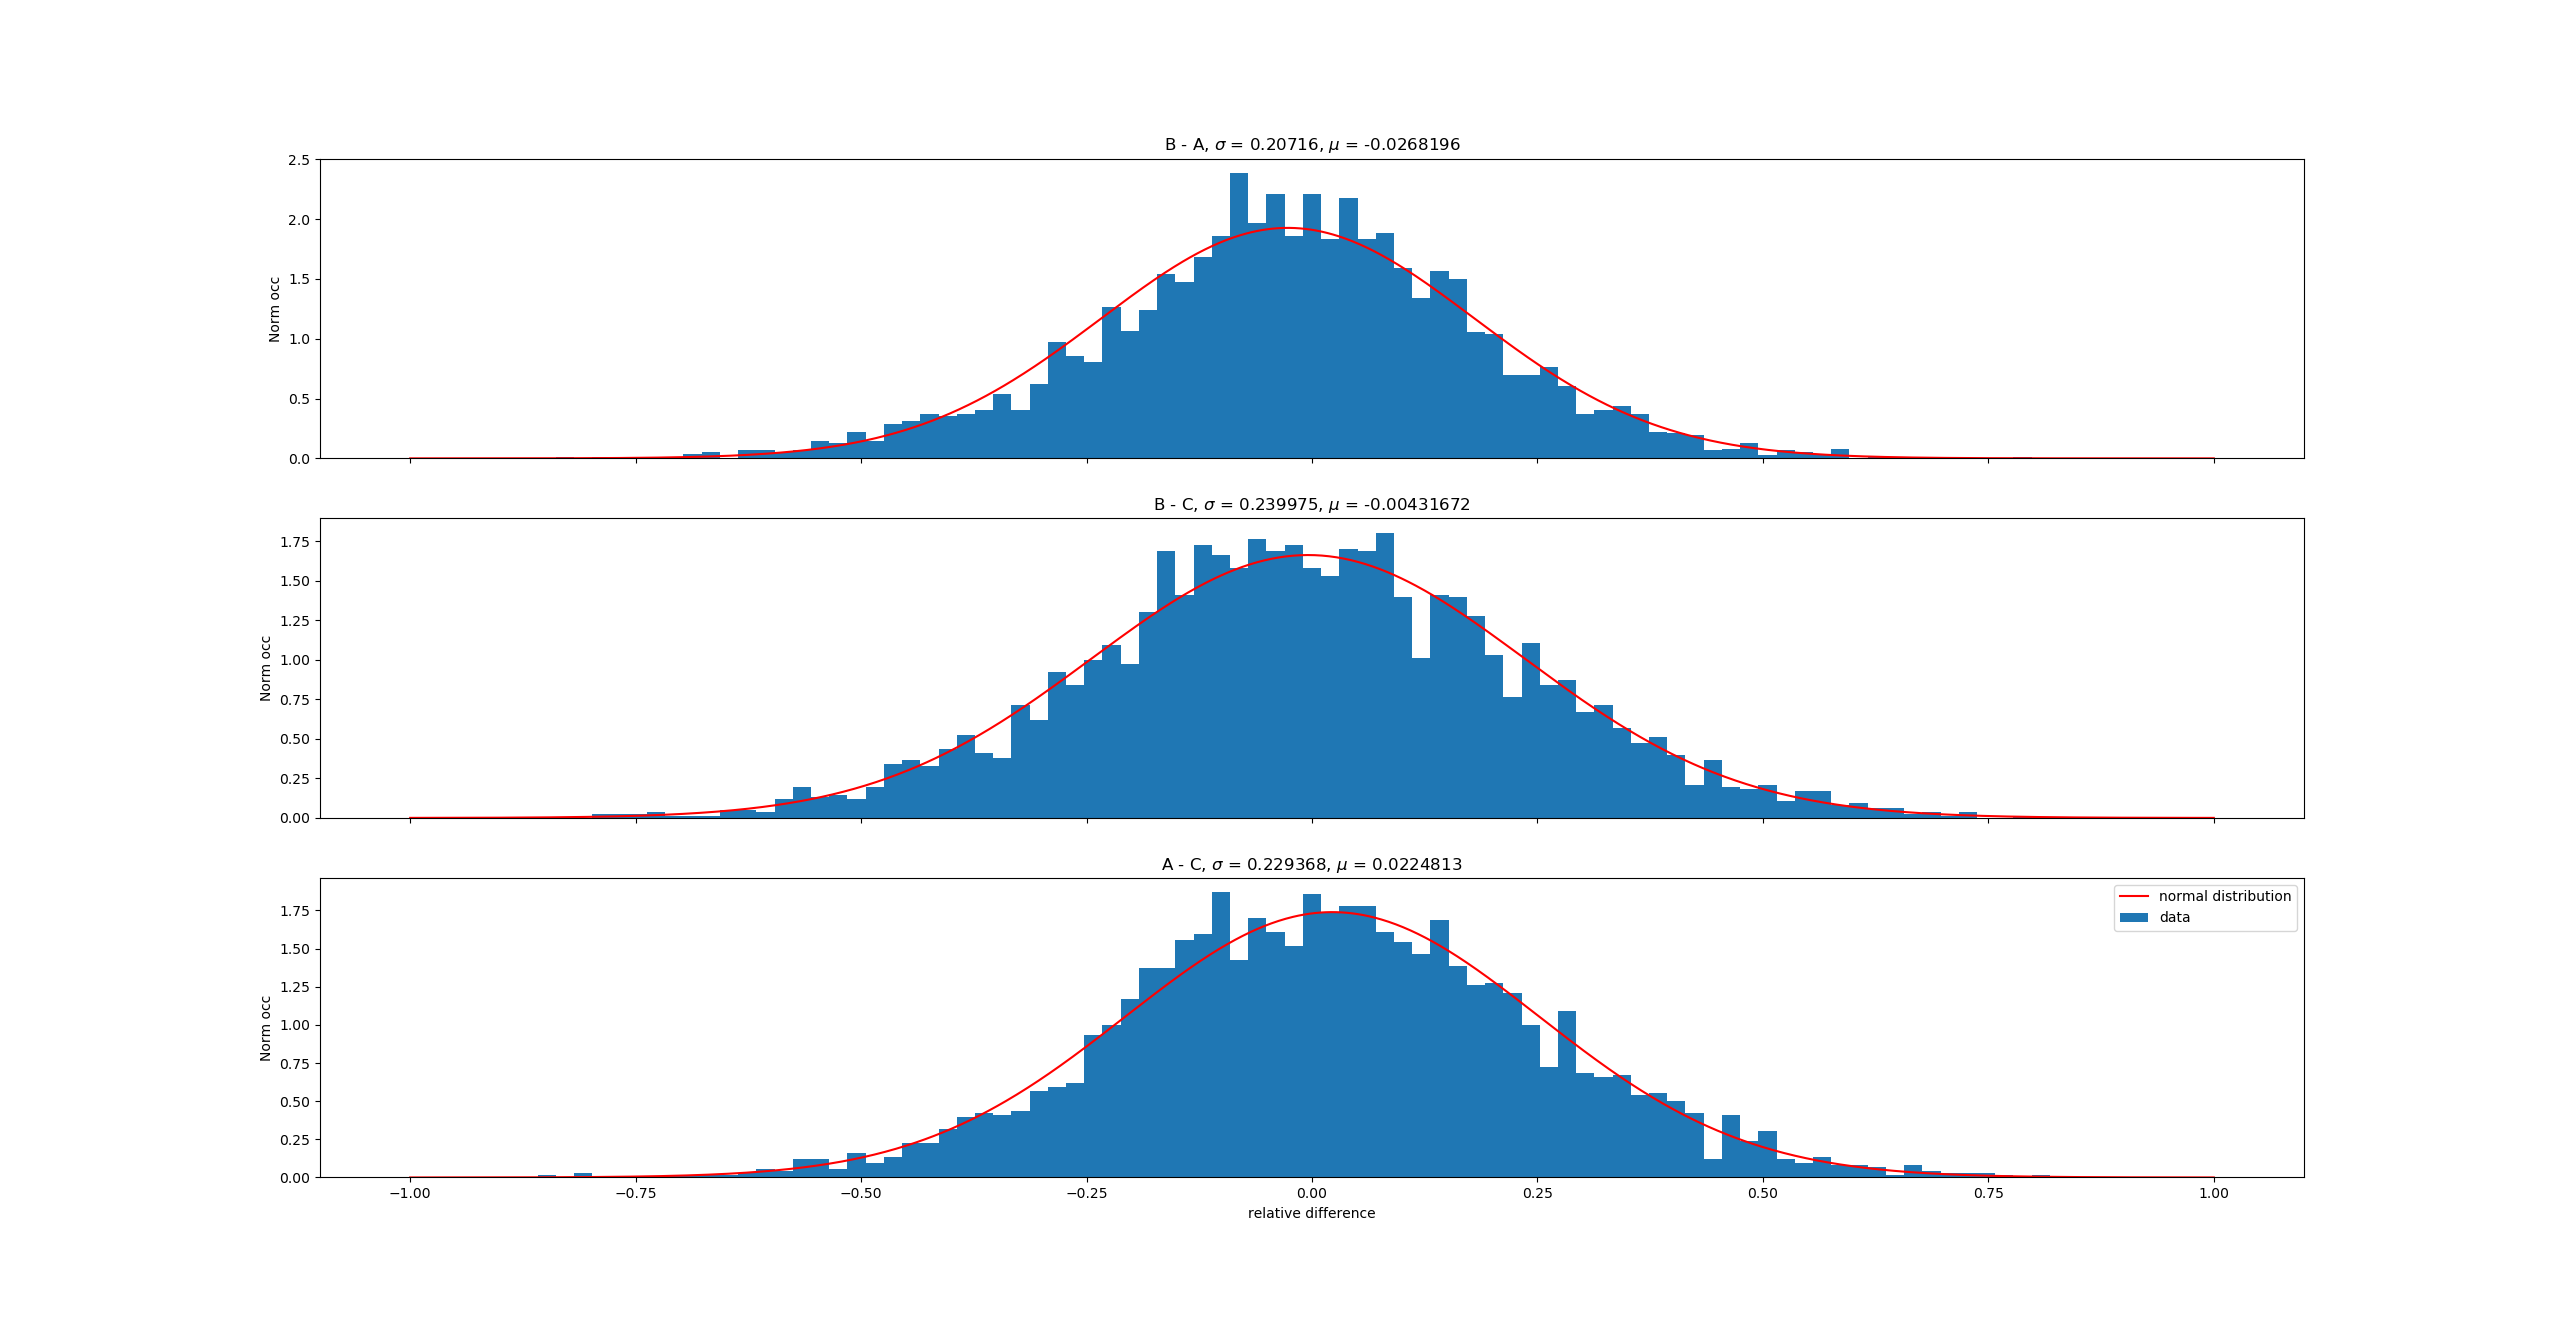 B - A, σ = 0.20716, μ = -0.0268196
2.5
2.0
1.5
1.0
0.5
0.0
Norm occ
B - C, σ = 0.239975, μ = -0.00431672
1.75
1.50
1.25
1.00
0.75
0.50
0.25
0.00
Norm occ
A - C, σ = 0.229368, μ = 0.0224813
normal distribution
data
1.75
1.50
1.25
1.00
0.75
0.50
0.25
0.00
Norm occ
−1.00 −0.75 −0.50 −0.25 0.00 0.25 0.50 0.75 1.00
relative difference